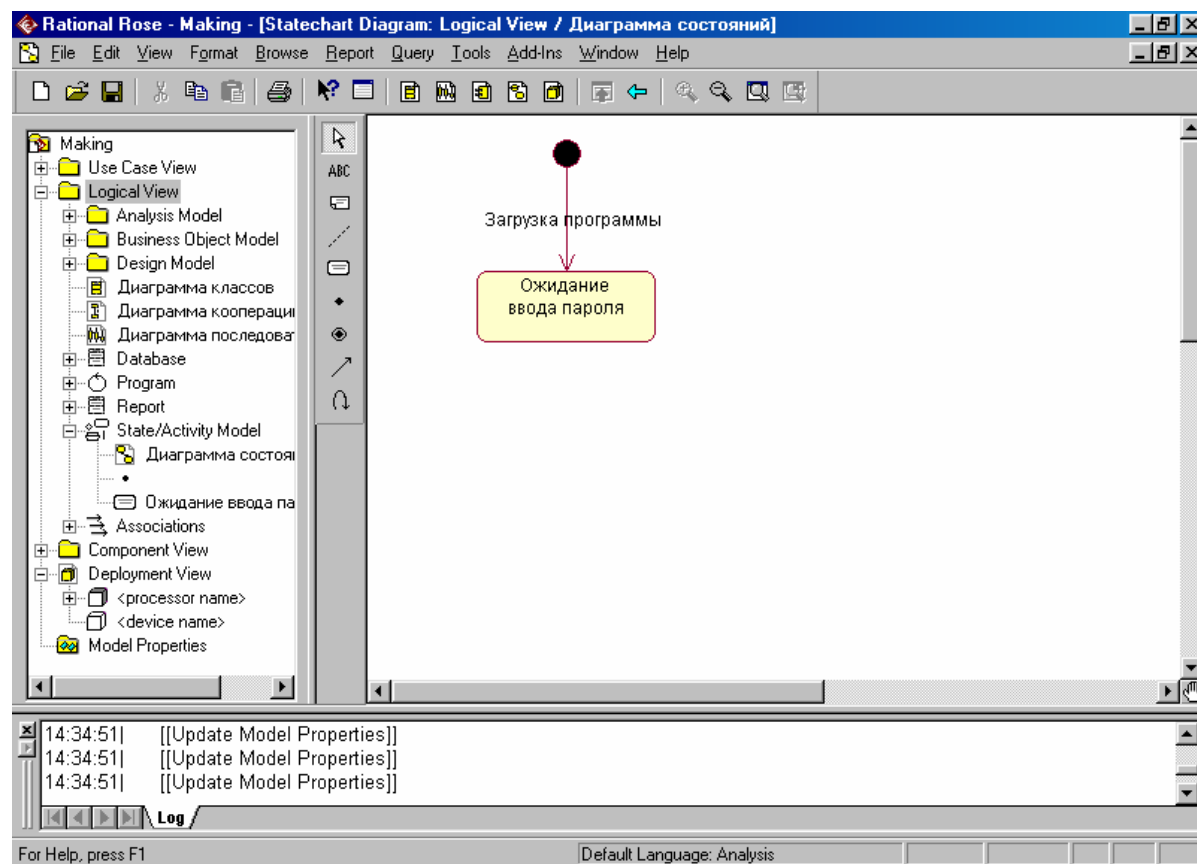 Rational Rose - Making - [Statechart Diagram: Logical View / Диаграмма состояний]
File Edit View Format Browse Report Query Tools Add-Ins Window Help
Making
Use Case View
Logical View
Analysis Model
Business Object Model
Design Model
Диаграмма классов
Диаграмма коопераци
Диаграмма последова
Database
Program
Report
State/Activity Model
Диаграмма состоя
Ожидание ввода па
Associations
Component View
Deployment View
<processor name>
<device name>
Model Properties
ABC
Загрузка программы
Ожидание
ввода пароля
14:34:51| [[Update Model Properties]]
14:34:51| [[Update Model Properties]]
14:34:51| [[Update Model Properties]]
Log
For Help, press F1
Default Language: Analysis